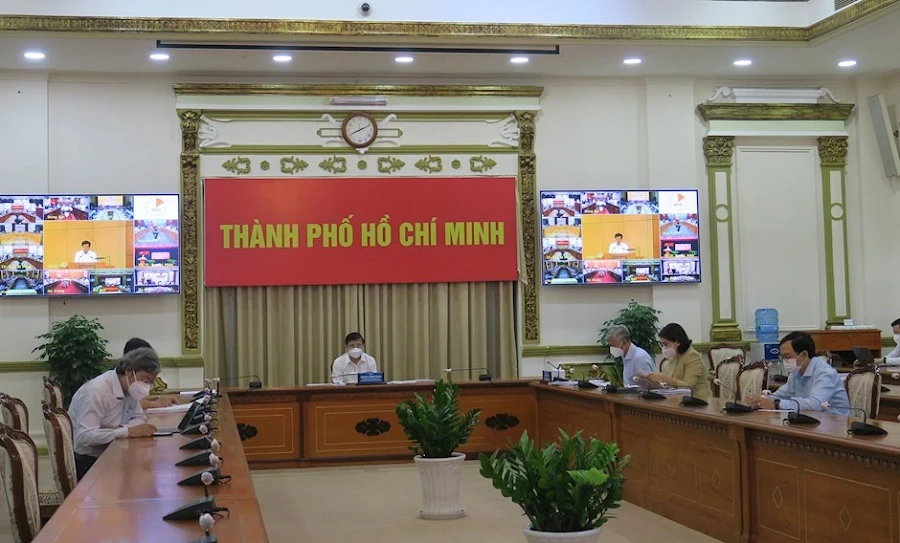 THÀNH PHỐ HỒ CHÍ MINH